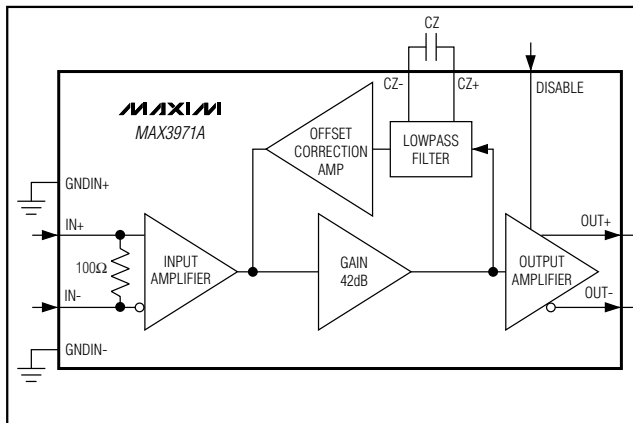 CZ
CZ-
CZ+
DISABLE
MAXIM
MAX3971A
OFFSET
CORRECTION
AMP
LOWPASS
FILTER
GNDIN+
IN+
OUT+
100Ω
INPUT
AMPLIFIER
GAIN
42dB
OUTPUT
AMPLIFIER
IN-
OUT-
GNDIN-